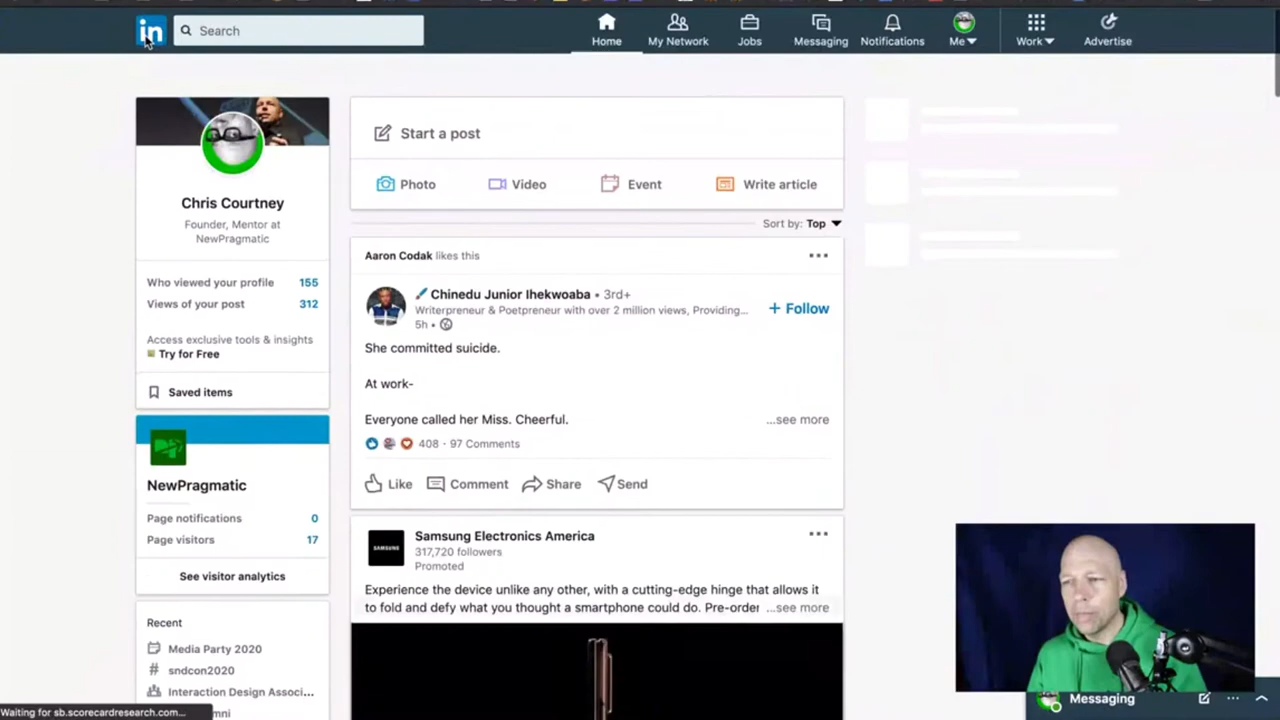 in
Search
Home
My Network
Jobs
Messaging
Notifications
Me
Work
Advertise
Chris Courtney
Founder, Mentor at
NewPragmatic
Who viewed your profile 155
Views of your post 312
Access exclusive tools & insights
Try for Free
Saved items
NewPragmatic
Page notifications 0
Page visitors 17
See visitor analytics
Recent
Media Party 2020
# sndcon2020
Interaction Design Associ...
Start a post
Photo
Video
Event
Write article
Sort by: Top
Aaron Codak likes this
Chinedu Junior Ihekwoaba • 3rd+
Writerpreneur & Poetpreneur with over 2 million views, Providing...
5h •
+ Follow
She committed suicide.
At work-
Everyone called her Miss. Cheerful.
...see more
408 · 97 Comments
Like
Comment
Share
Send
SAMSUNG
Samsung Electronics America
317,720 followers
Promoted
Experience the device unlike any other, with a cutting-edge hinge that allows it
to fold and defy what you thought a smartphone could do. Pre-order ...see more
Messaging
Waiting for sb.scorecardresearch.com...